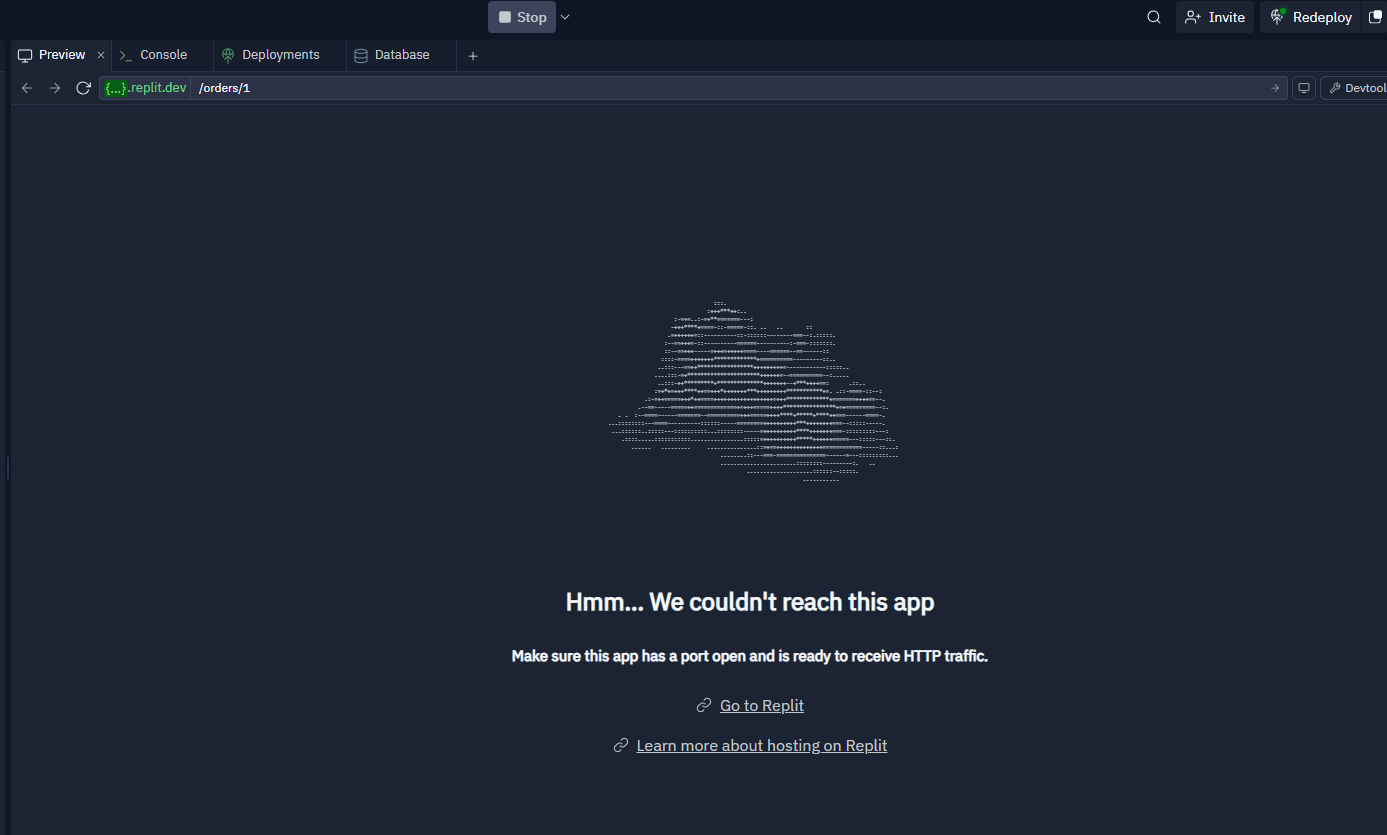 Stop
Invite
Redeploy
Preview
Console
Deployments
Database
{...}.replit.dev /orders/1
Devtool
Hmm... We couldn't reach this app
Make sure this app has a port open and is ready to receive HTTP traffic.
Go to Replit
Learn more about hosting on Replit